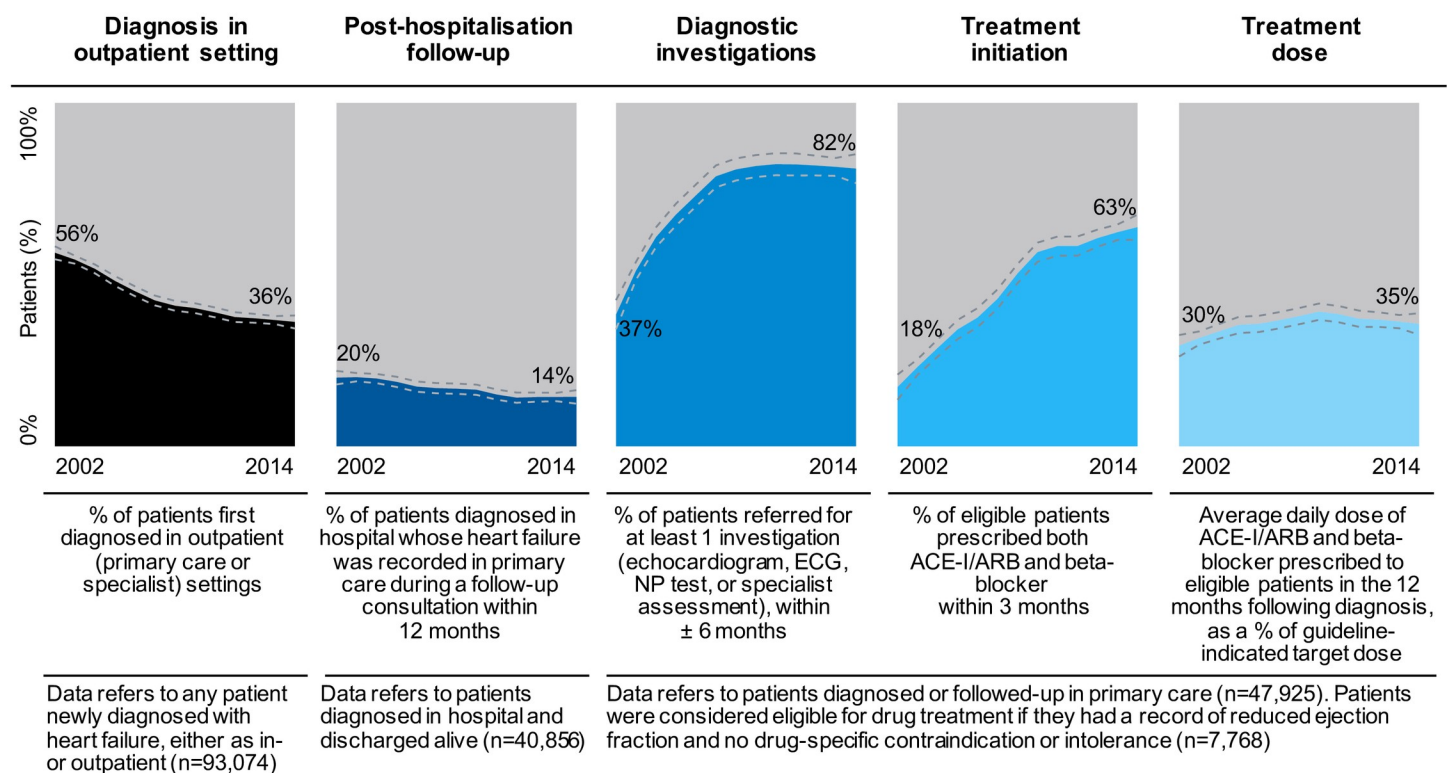 Diagnosis in
outpatient setting
Post-hospitalisation
follow-up
Diagnostic
investigations
Treatment
initiation
Treatment
dose
Patients (%)
100%
0%
56%
36%
2002
2014
20%
14%
2002
2014
37%
82%
2002
2014
18%
63%
2002
2014
30%
35%
2002
2014
% of patients first
diagnosed in outpatient
(primary care or
specialist) settings
% of patients diagnosed in
hospital whose heart failure
was recorded in primary
care during a follow-up
consultation within
12 months
% of patients referred for
at least 1 investigation
(echocardiogram, ECG,
NP test, or specialist
assessment), within
± 6 months
% of eligible patients
prescribed both
ACE-I/ARB and beta-
blocker
within 3 months
Average daily dose of
ACE-I/ARB and beta-
blocker prescribed to
eligible patients in the 12
months following diagnosis,
as a % of guideline-
indicated target dose
Data refers to any patient
newly diagnosed with
heart failure, either as in-
or outpatient (n=93,074)
Data refers to patients
diagnosed in hospital and
discharged alive (n=40,856)
Data refers to patients diagnosed or followed-up in primary care (n=47,925). Patients
were considered eligible for drug treatment if they had a record of reduced ejection
fraction and no drug-specific contraindication or intolerance (n=7,768)